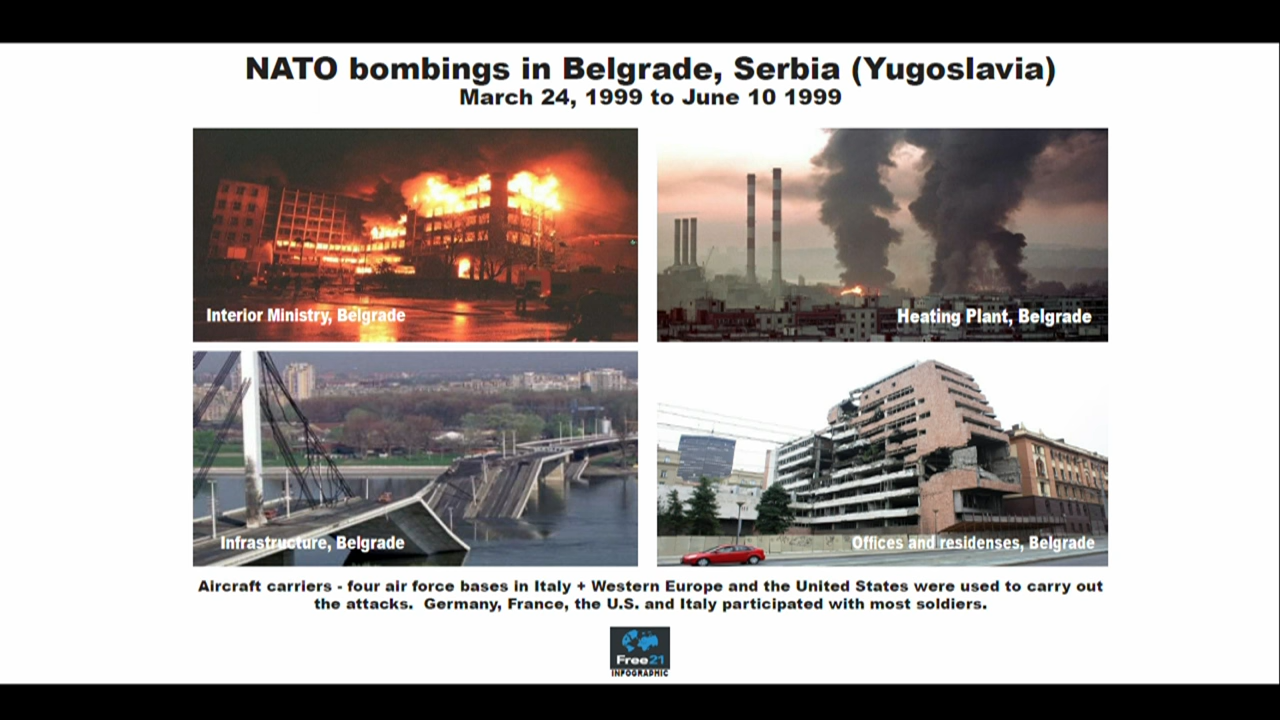 NATO bombings in Belgrade, Serbia (Yugoslavia)
March 24, 1999 to June 10 1999
Interior Ministry, Belgrade
Heating Plant, Belgrade
Infrastructure, Belgrade
Offices and residenses, Belgrade
Aircraft carriers - four air force bases in Italy + Western Europe and the United States were used to carry out
the attacks. Germany, France, the U.S. and Italy participated with most soldiers.
Free21
INFOGRAPHIC